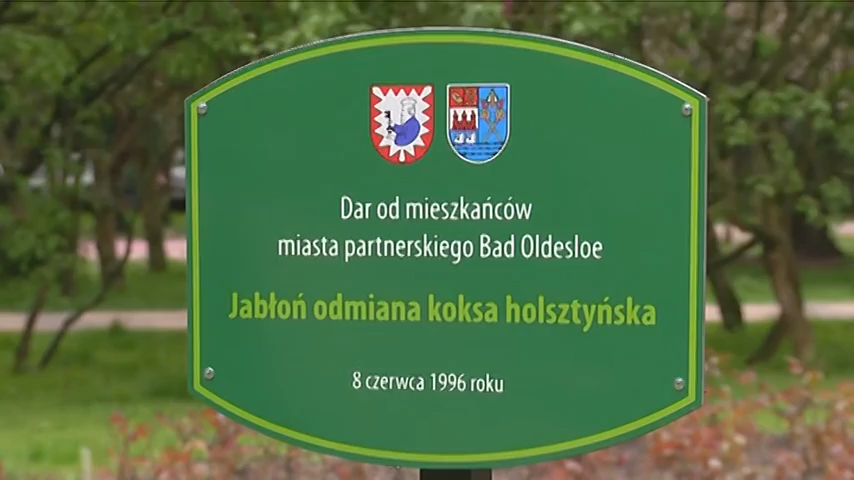 Dar od mieszkańców
miasta partnerskiego Bad Oldesloe
Jabłoń odmiana koksa holsztyńska
8 czerwca 1996 roku